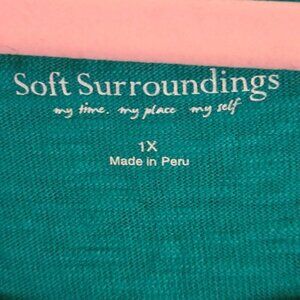 Soft Surroundings
my time. my place my self
1X
Made in Peru